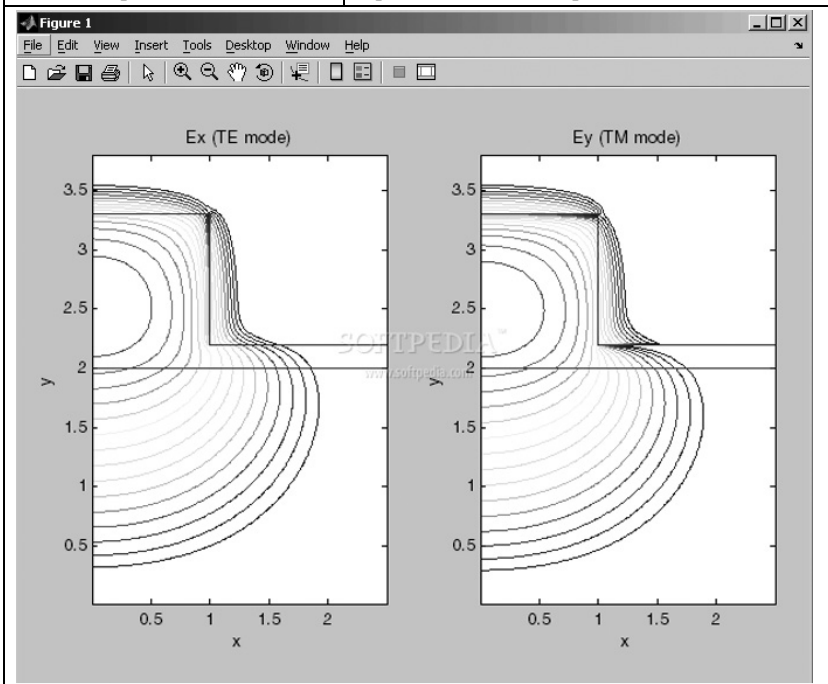 Figure 1
File Edit View Insert Tools Desktop Window Help
Ex (TE mode)
3.5
3
2.5
2
1.5
1
0.5
0.5 1 1.5 2
x
y
Ey (TM mode)
3.5
3
2.5
2
1.5
1
0.5
0.5 1 1.5 2
x
y
SOFTPEDIA
www.softpedia.com